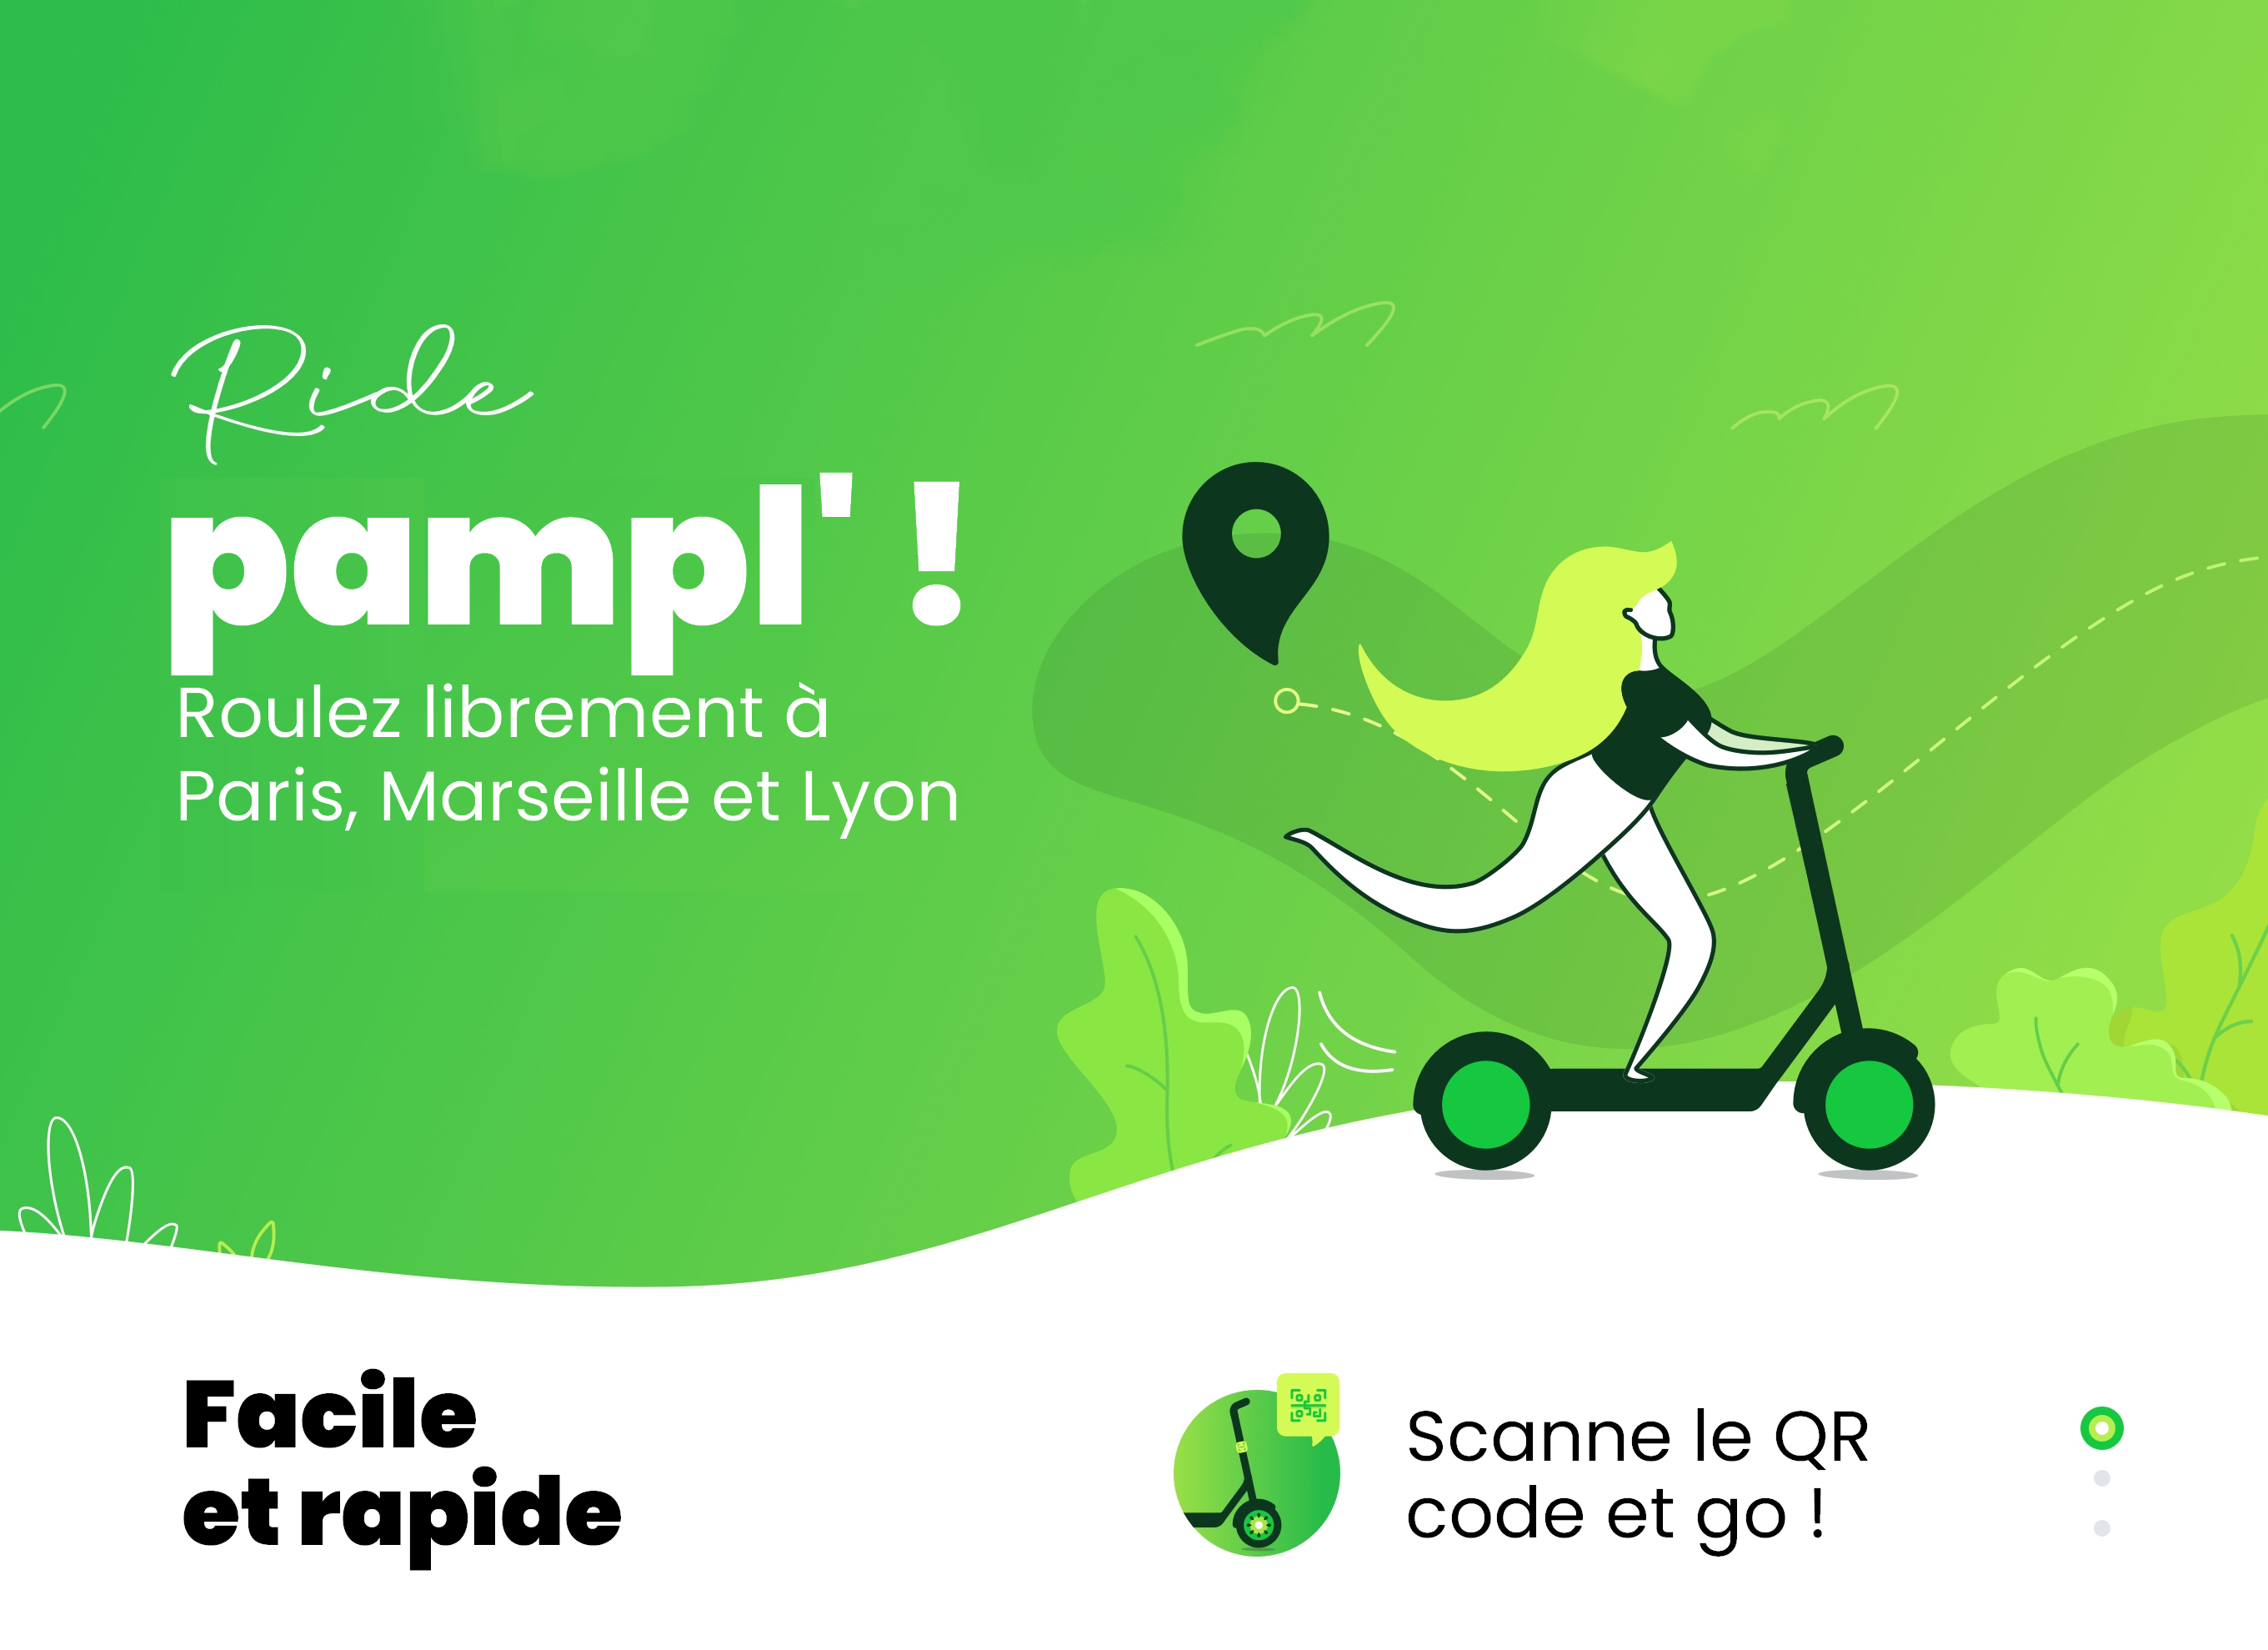 Ride
pampl' !
Roulez librement à
Paris, Marseille et Lyon
Facile
et rapide
Scanne le QR
code et go !